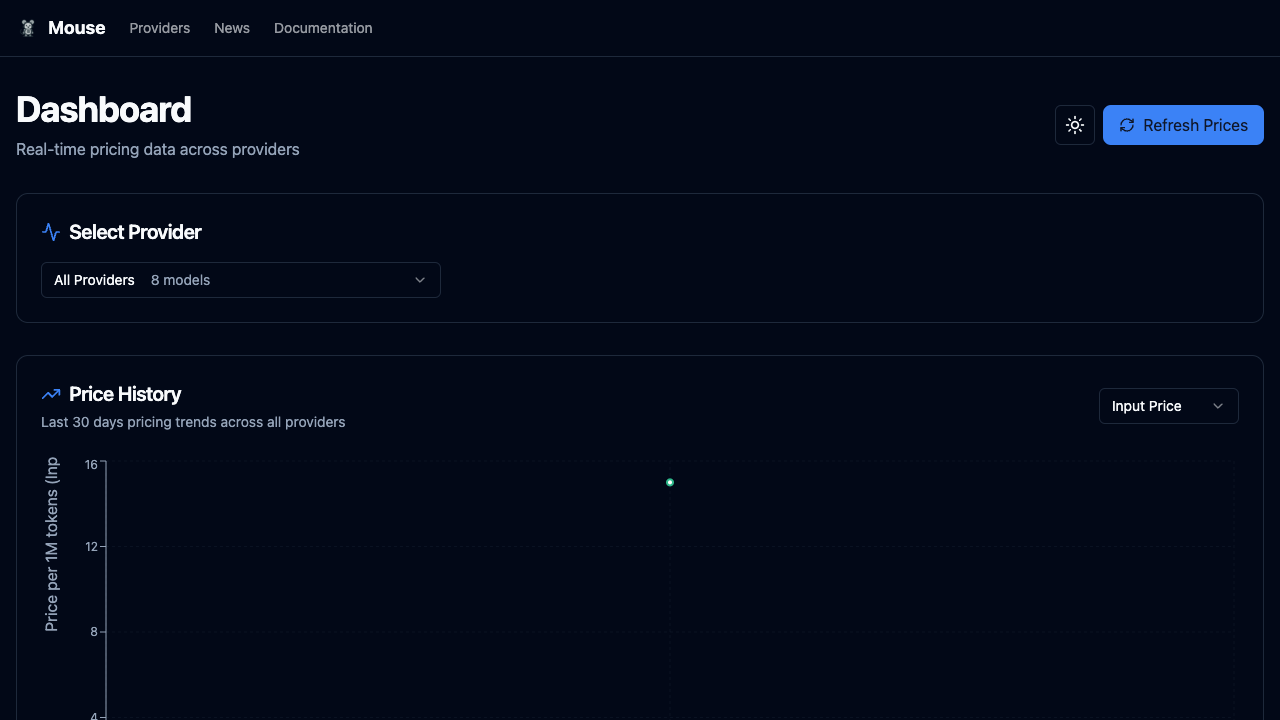 Mouse Providers News Documentation
Dashboard
Real-time pricing data across providers
Refresh Prices
Select Provider
All Providers 8 models
Price History
Last 30 days pricing trends across all providers
Input Price
Price per 1M tokens (Inp
16
12
8
4